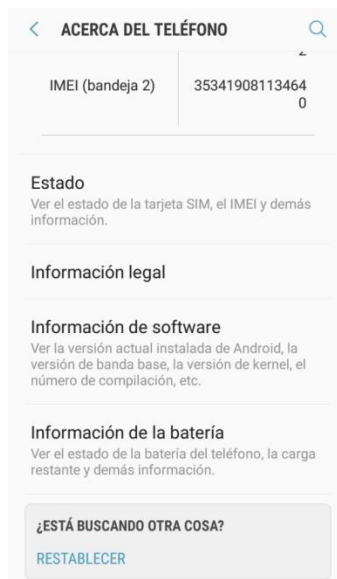 ACERCA DEL TELÉFONO
IMEI (bandeja 2)
35341908113464
0
Estado
Ver el estado de la tarjeta SIM, el IMEI y demás
información.
Información legal
Información de software
Ver la versión actual instalada de Android, la
versión de banda base, la versión de kernel, el
número de compilación, etc.
Información de la batería
Ver el estado de la batería del teléfono, la carga
restante y demás información.
¿ESTÁ BUSCANDO OTRA COSA?
RESTABLECER